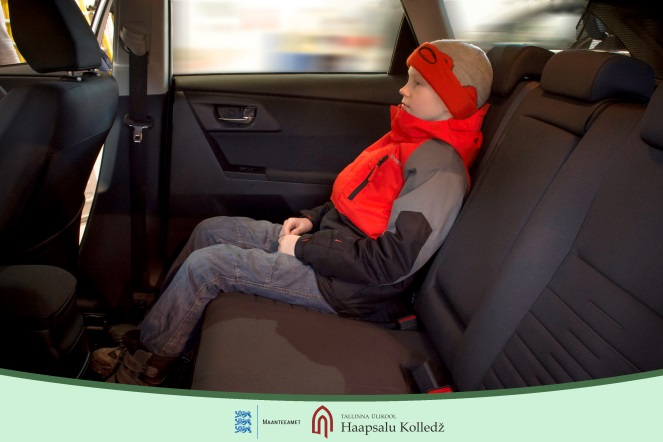 MAANTEEAMET
TALLINNA ÜLIKOOL
Haapsalu Kolledž